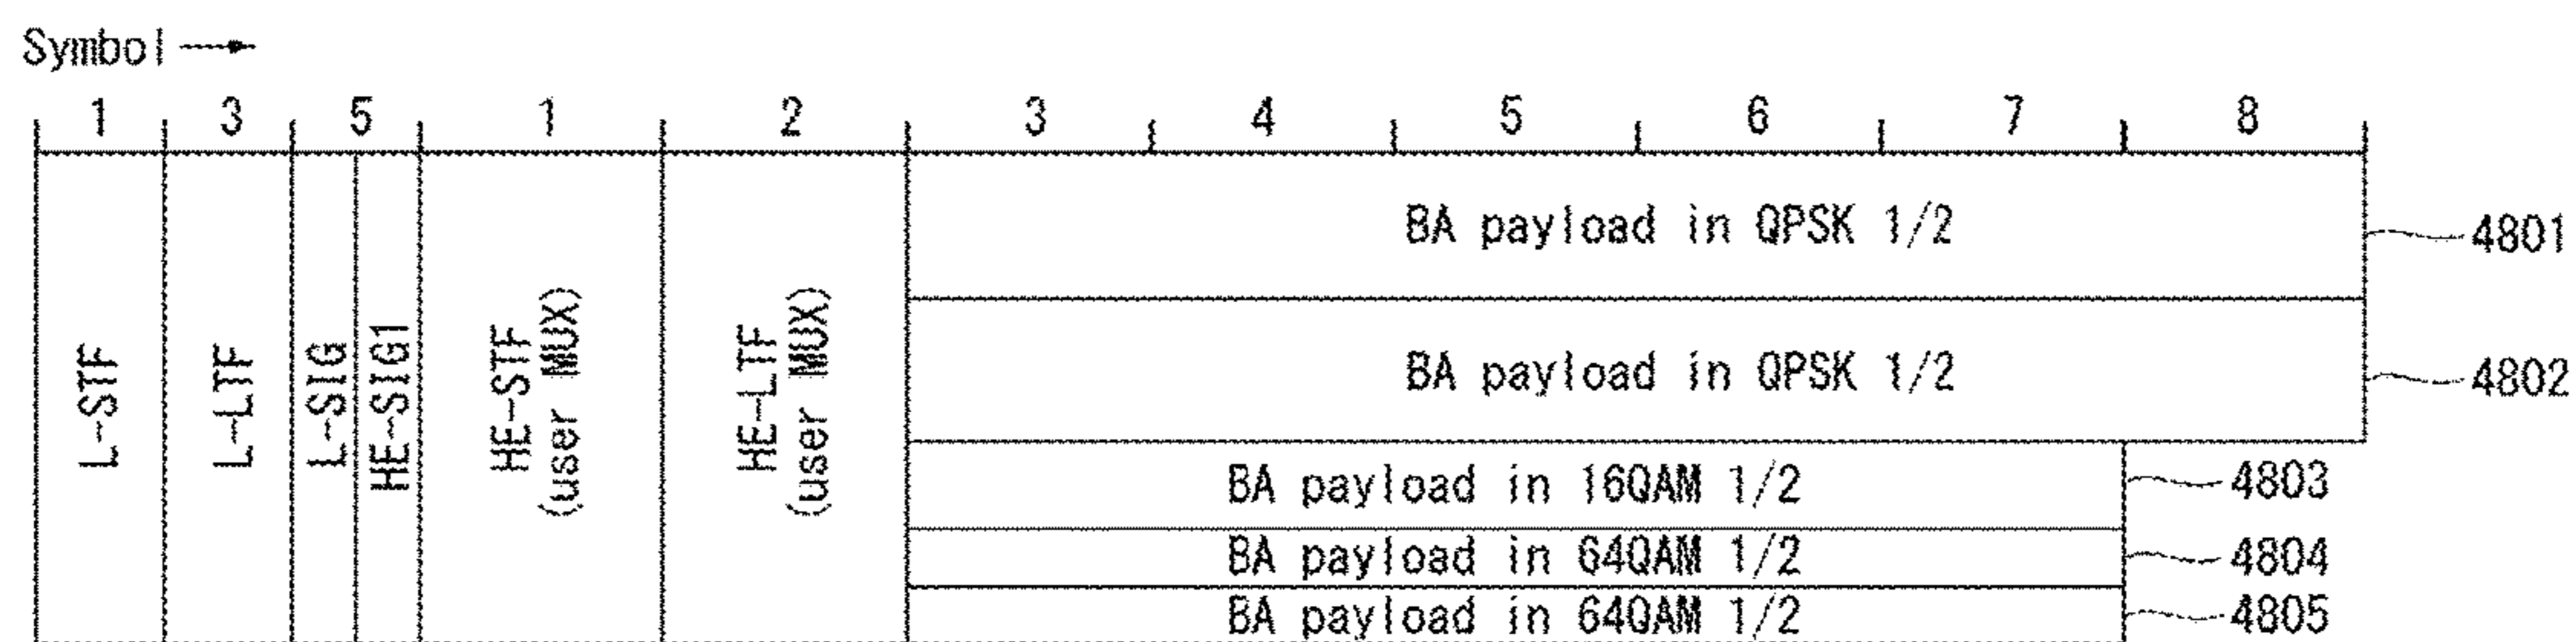 Symbol
1 3 5 1 2 3 4 5 6 7 8
L-STF
L-LTF
L-SIG
HE-SIG1
HE-STF
(user MUX)
HE-LTF
(user MUX)
BA payload in QPSK 1/2
4801
BA payload in QPSK 1/2
4802
BA payload in 16QAM 1/2
4803
BA payload in 64QAM 1/2
4804
BA payload in 64QAM 1/2
4805